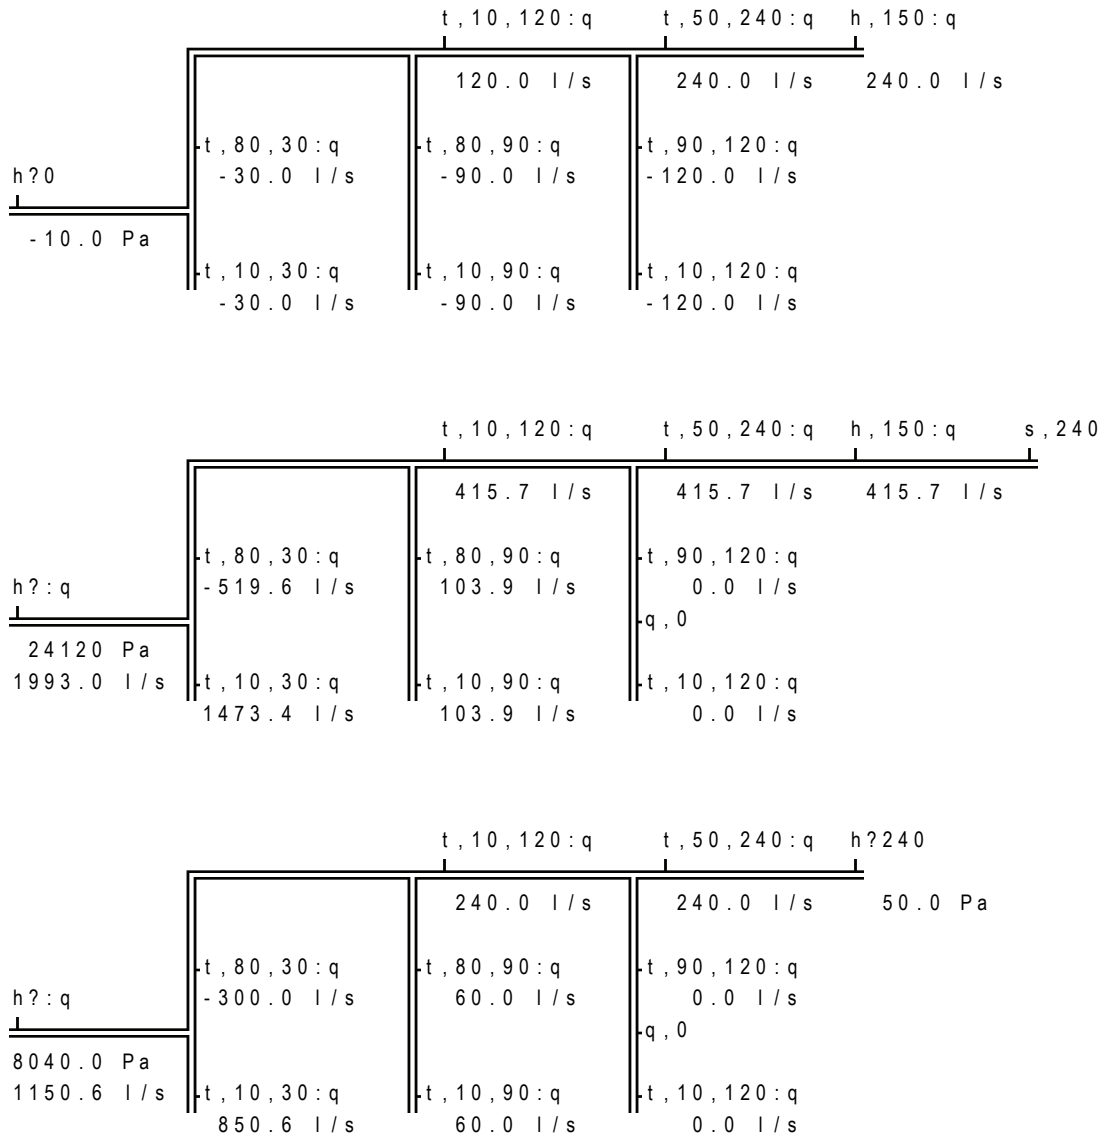 t,10,120:q t,50,240:q h,150:q
120.0 l/s 240.0 l/s 240.0 l/s
t,80,30:q t,80,90:q t,90,120:q
h?0 -30.0 l/s -90.0 l/s -120.0 l/s
-10.0 Pa
t,10,30:q t,10,90:q t,10,120:q
-30.0 l/s -90.0 l/s -120.0 l/s
t,10,120:q t,50,240:q h,150:q s,240
415.7 l/s 415.7 l/s 415.7 l/s
t,80,30:q t,80,90:q t,90,120:q
h?:q -519.6 l/s 103.9 l/s 0.0 l/s
q,0
24120 Pa
1993.0 l/s t,10,30:q t,10,90:q t,10,120:q
1473.4 l/s 103.9 l/s 0.0 l/s
t,10,120:q t,50,240:q h?240
240.0 l/s 240.0 l/s 50.0 Pa
t,80,30:q t,80,90:q t,90,120:q
h?:q -300.0 l/s 60.0 l/s 0.0 l/s
q,0
8040.0 Pa
1150.6 l/s t,10,30:q t,10,90:q t,10,120:q
850.6 l/s 60.0 l/s 0.0 l/s